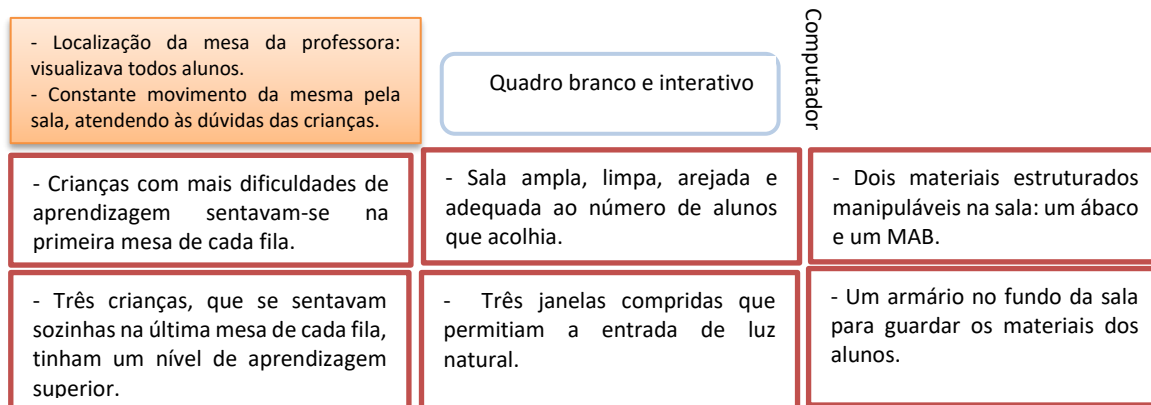 - Localização da mesa da professora:
visualizava todos alunos.
- Constante movimento da mesma pela
sala, atendendo às dúvidas das crianças.
Quadro branco e interativo
Computador
- Crianças com mais dificuldades de
aprendizagem sentavam-se na
primeira mesa de cada fila.
- Sala ampla, limpa, arejada e
adequada ao número de alunos
que acolhia.
- Dois materiais estruturados
manipuláveis na sala: um ábaco
e um MAB.
- Três crianças, que se sentavam
sozinhas na última mesa de cada fila,
tinham um nível de aprendizagem
superior.
- Três janelas compridas que
permitiam a entrada de luz
natural.
- Um armário no fundo da sala
para guardar os materiais dos
alunos.